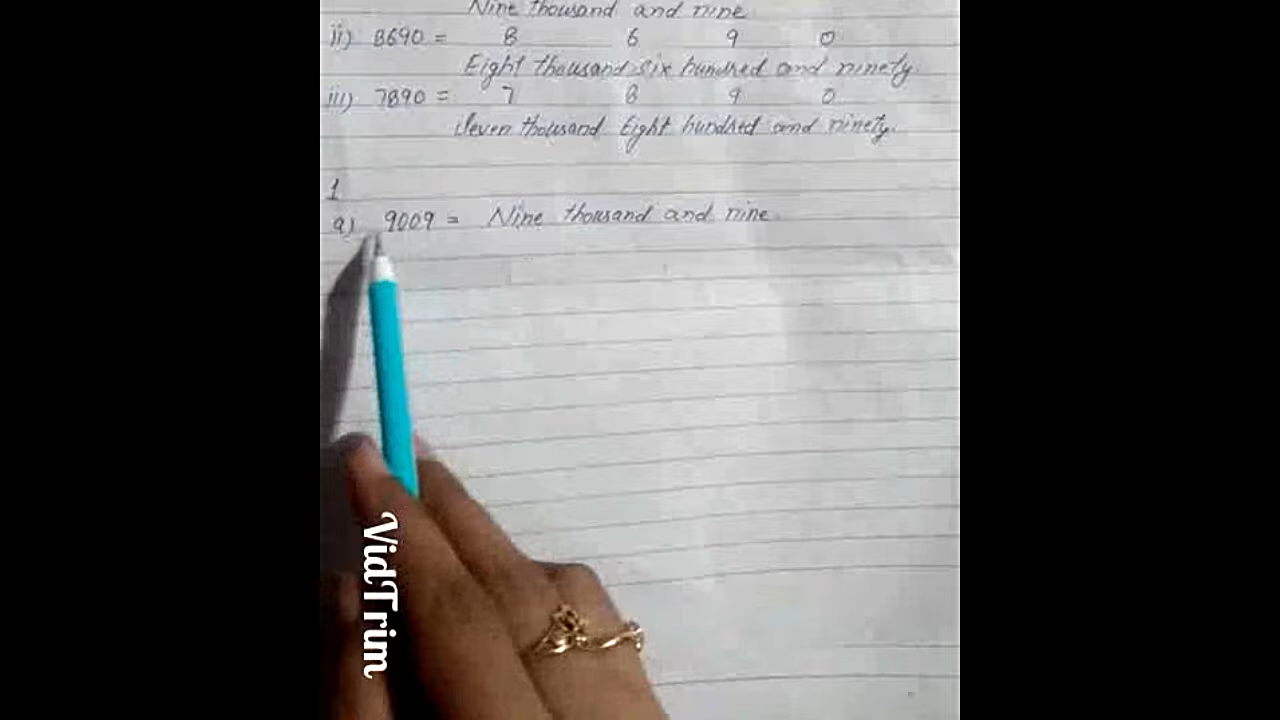 Nine thousand and nine
ii) 8690 = 8 6 9 0
Eight thousand six hundred and ninety.
iii) 7890 = 7 8 9 0
Seven thousand Eight hundred and ninety.
1
a) 9009 = Nine thousand and nine.
VidTrim